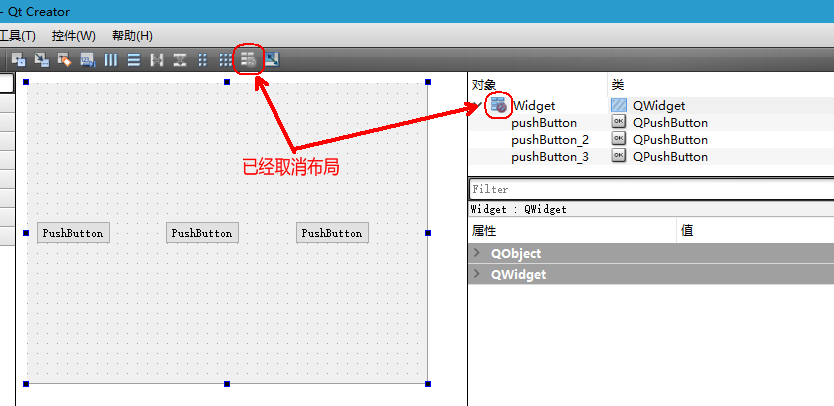 - Qt Creator
工具(T) 控件(W) 帮助(H)
对象 类
Widget QWidget
pushButton QPushButton
pushButton_2 QPushButton
pushButton_3 QPushButton
已经取消布局
Filter
Widget : QWidget
属性 值
PushButton PushButton PushButton
QObject
QWidget